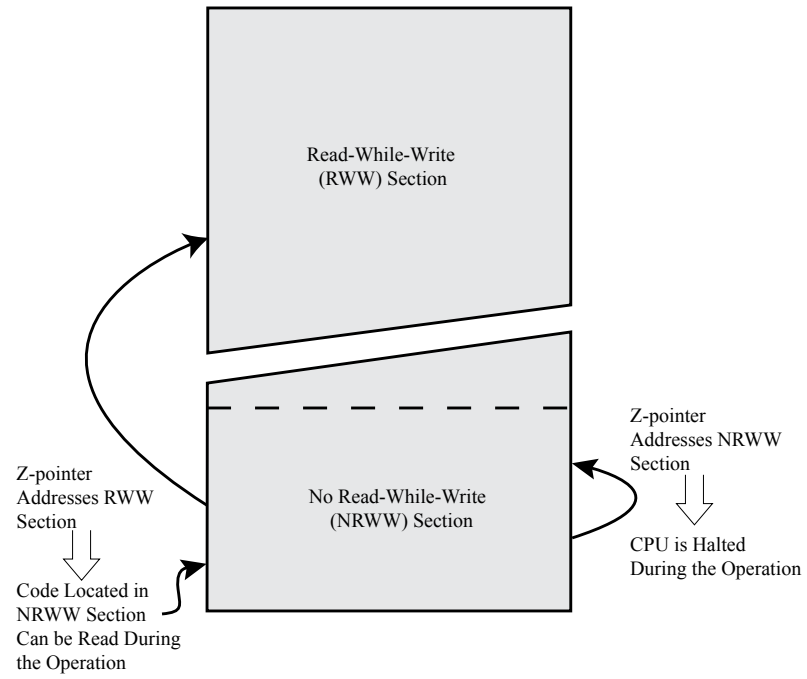 Read-While-Write
(RWW) Section
Z-pointer
Addresses NRWW
Section
CPU is Halted
During the Operation
No Read-While-Write
(NRWW) Section
Z-pointer
Addresses RWW
Section
Code Located in
NRWW Section
Can be Read During
the Operation